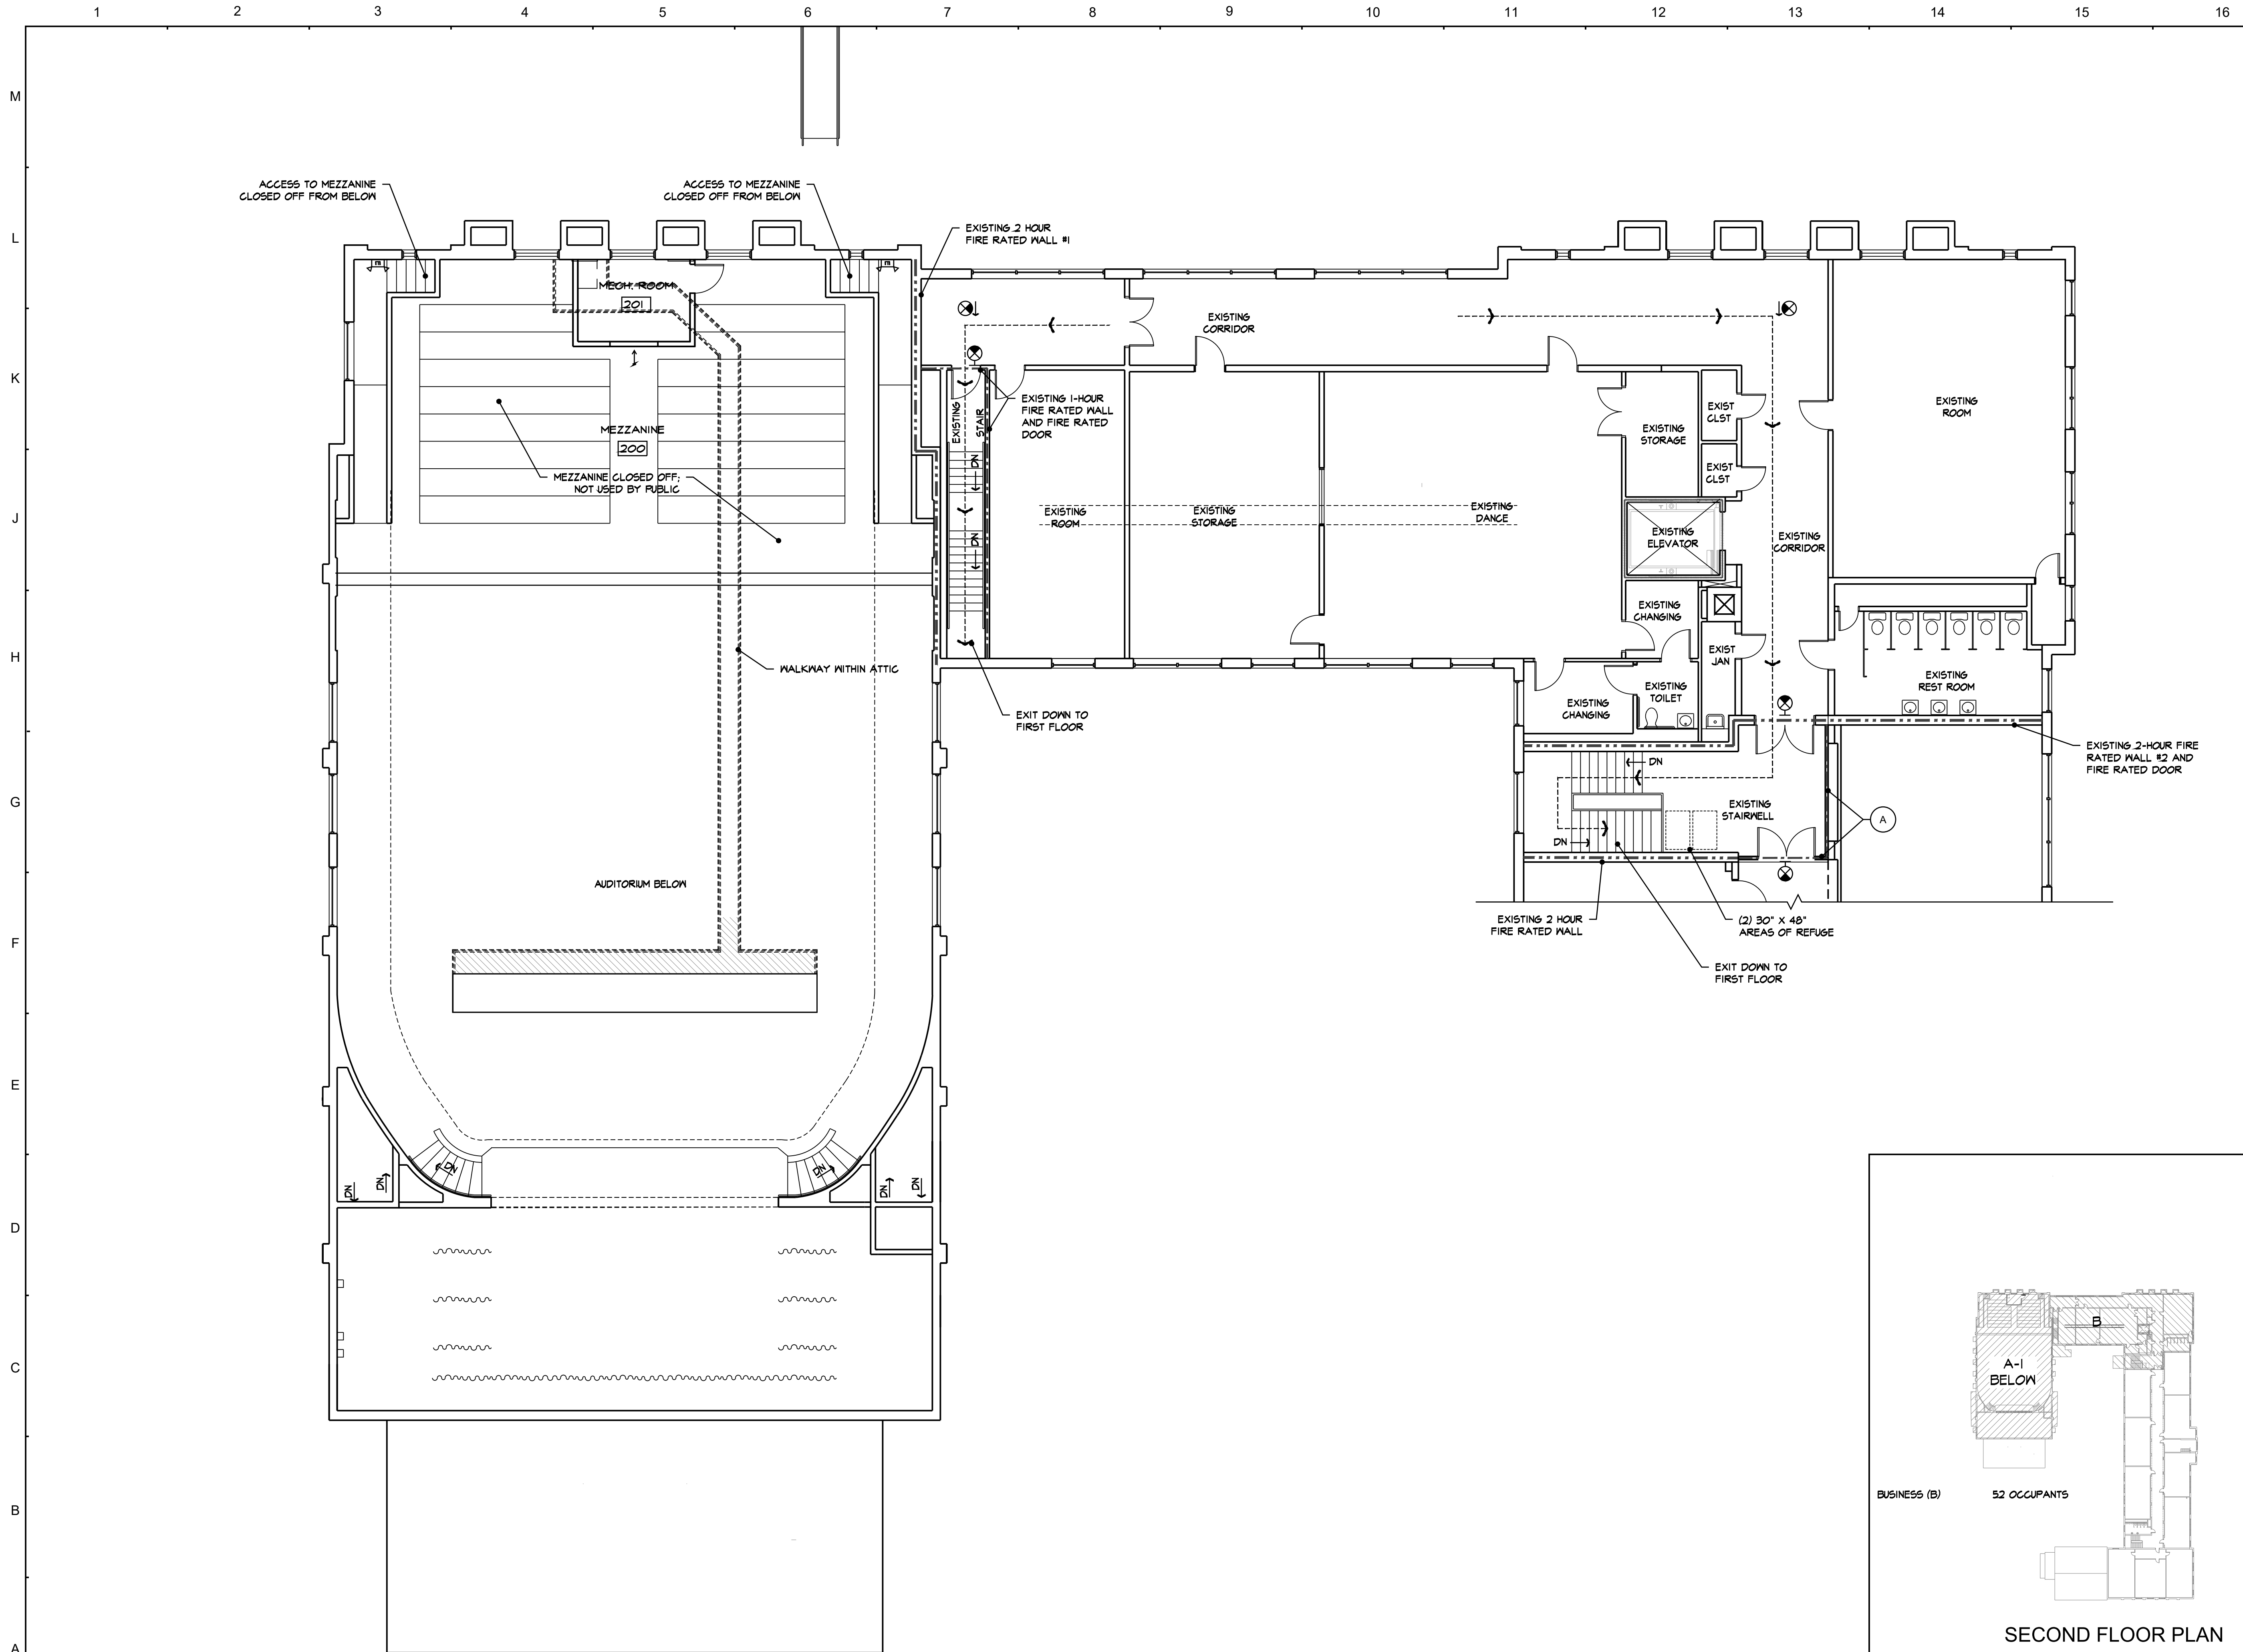 1 2 3 4 5 6 7 8 9 10 11 12 13 14 15 16
M
L
K
J
H
G
F
E
D
C
B
A
ACCESS TO MEZZANINE
CLOSED OFF FROM BELOW
ACCESS TO MEZZANINE
CLOSED OFF FROM BELOW
EXISTING 2 HOUR
FIRE RATED WALL #1
MECH. ROOM
201
EXISTING
CORRIDOR
EXISTING 1-HOUR
FIRE RATED WALL
AND FIRE RATED
DOOR
EXISTING
STAIR
DN
DN
MEZZANINE
200
MEZZANINE CLOSED OFF;
NOT USED BY PUBLIC
EXISTING
ROOM
EXISTING
STORAGE
EXISTING
DANCE
EXISTING
STORAGE
EXIST
CLST
EXIST
CLST
EXISTING
ROOM
EXISTING
ELEVATOR
EXISTING
CORRIDOR
EXISTING
CHANGING
EXIST
JAN
WALKWAY WITHIN ATTIC
EXISTING
CHANGING
EXISTING
TOILET
EXISTING
REST ROOM
EXIT DOWN TO
FIRST FLOOR
EXISTING 2-HOUR FIRE
RATED WALL #2 AND
FIRE RATED DOOR
DN
EXISTING
STAIRWELL
A
DN
AUDITORIUM BELOW
EXISTING 2 HOUR
FIRE RATED WALL
(2) 30" X 48"
AREAS OF REFUGE
EXIT DOWN TO
FIRST FLOOR
DN
DN
DN
DN
DN
DN
B
A-1
BELOW
BUSINESS (B) 52 OCCUPANTS
SECOND FLOOR PLAN